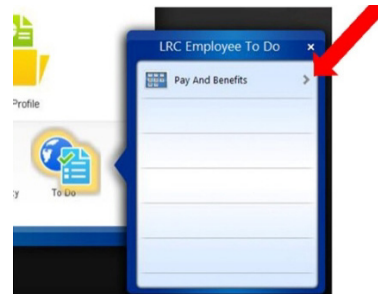 LRC Employee To Do ×
Pay And Benefits >
Profile
To Do